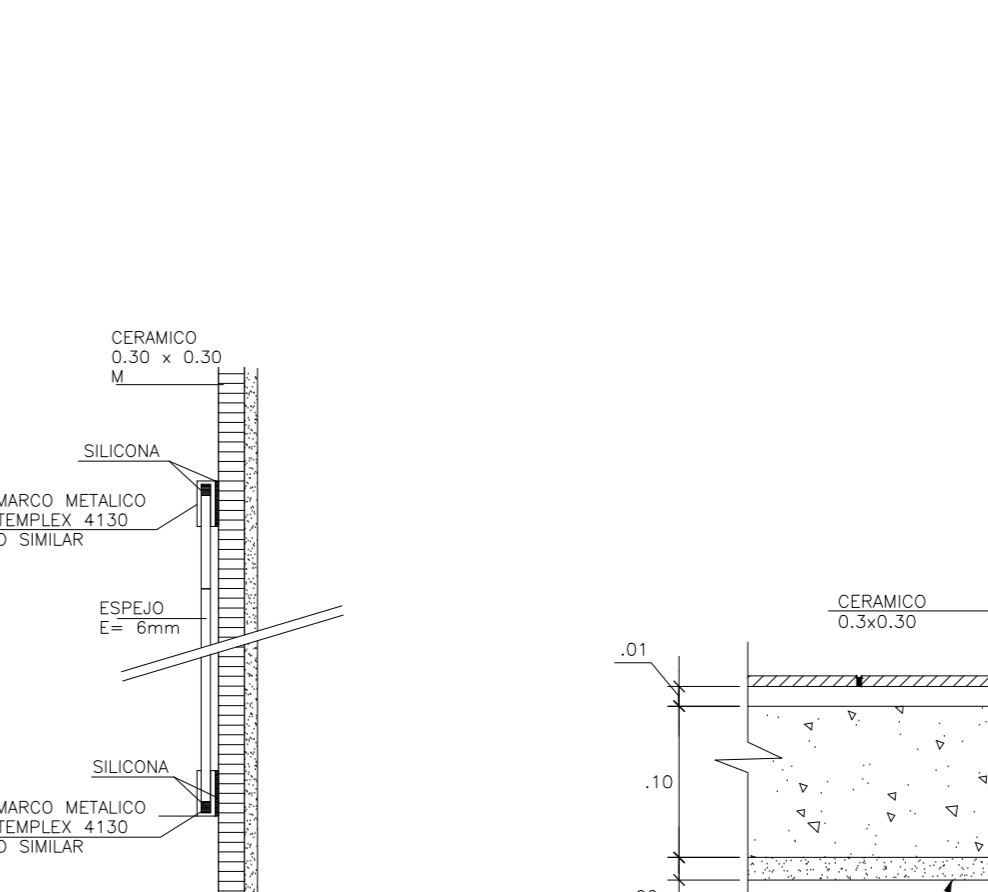 CERAMICO
0.30 x 0.30
M
SILICONA
MARCO METALICO
TEMPLEX 4130
O SIMILAR
ESPEJO
E= 6mm
SILICONA
MARCO METALICO
TEMPLEX 4130
O SIMILAR
CERAMICO
0.3x0.30
.01
.10